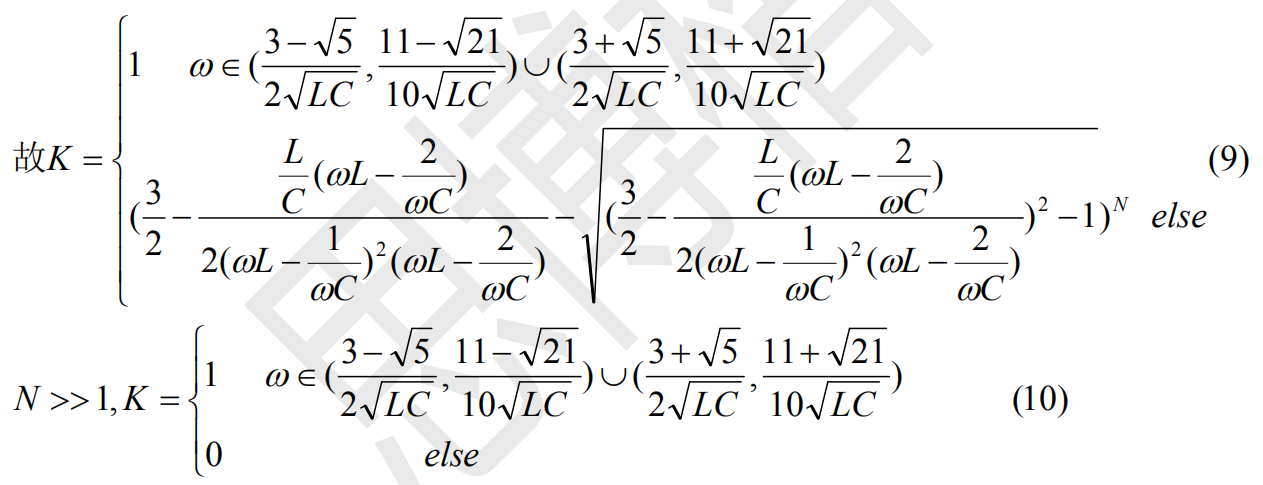 故K = { 1 ω ∈ ( (3 − √5)/(2√LC) , (11 − √21)/(10√LC) ) ∪ ( (3 + √5)/(2√LC) , (11 + √21)/(10√LC) )
( 3/2 − (L/C (ωL − 2/ωC)) / (2(ωL − 1/ωC)² (ωL − 2/ωC)) − √( ( 3/2 − (L/C (ωL − 2/ωC)) / (2(ωL − 1/ωC)² (ωL − 2/ωC)) )² − 1 ) )^N else (9)
N >> 1, K = { 1 ω ∈ ( (3 − √5)/(2√LC) , (11 − √21)/(10√LC) ) ∪ ( (3 + √5)/(2√LC) , (11 + √21)/(10√LC) ) (10)
0 else